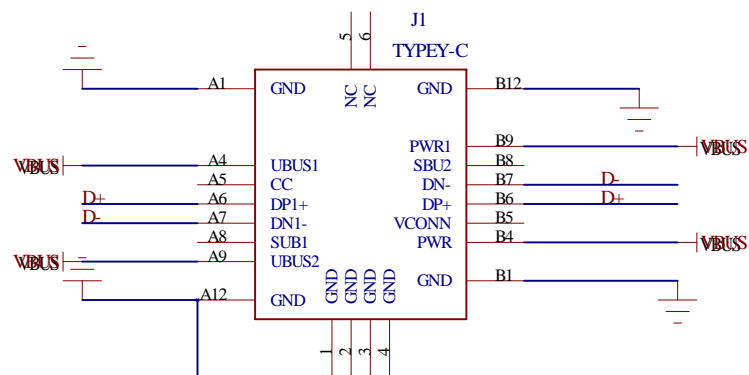 J1
TYPEY-C
5
6
A1
GND
NC
NC
GND
B12
PWR1
B9
VBUS
VBUS
A4
UBUS1
SBU2
B8
A5
CC
DN-
B7
D-
D+
A6
DP1+
DP+
B6
D+
D-
A7
DN1-
VCONN
B5
A8
SUB1
PWR
B4
VBUS
VBUS
A9
UBUS2
GND
B1
A12
GND
GND
GND
GND
GND
1
2
3
4